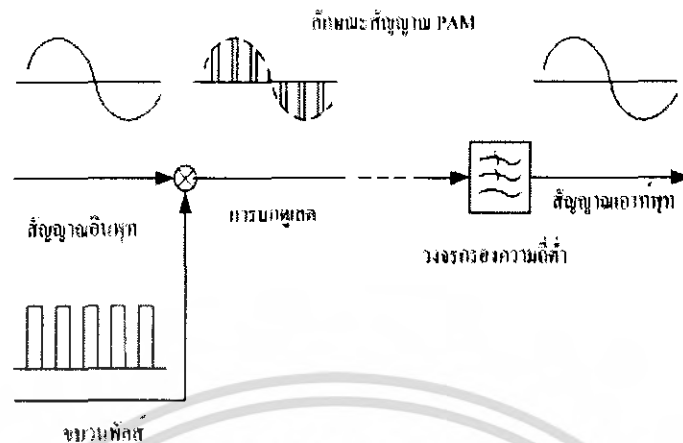 ลักษณะสัญญาณ PAM
สัญญาณอินพุท
การมอดูเลต
สัญญาณเอาท์พุท
วงจรกรองความถี่ต่ำ
ขบวนพัลส์